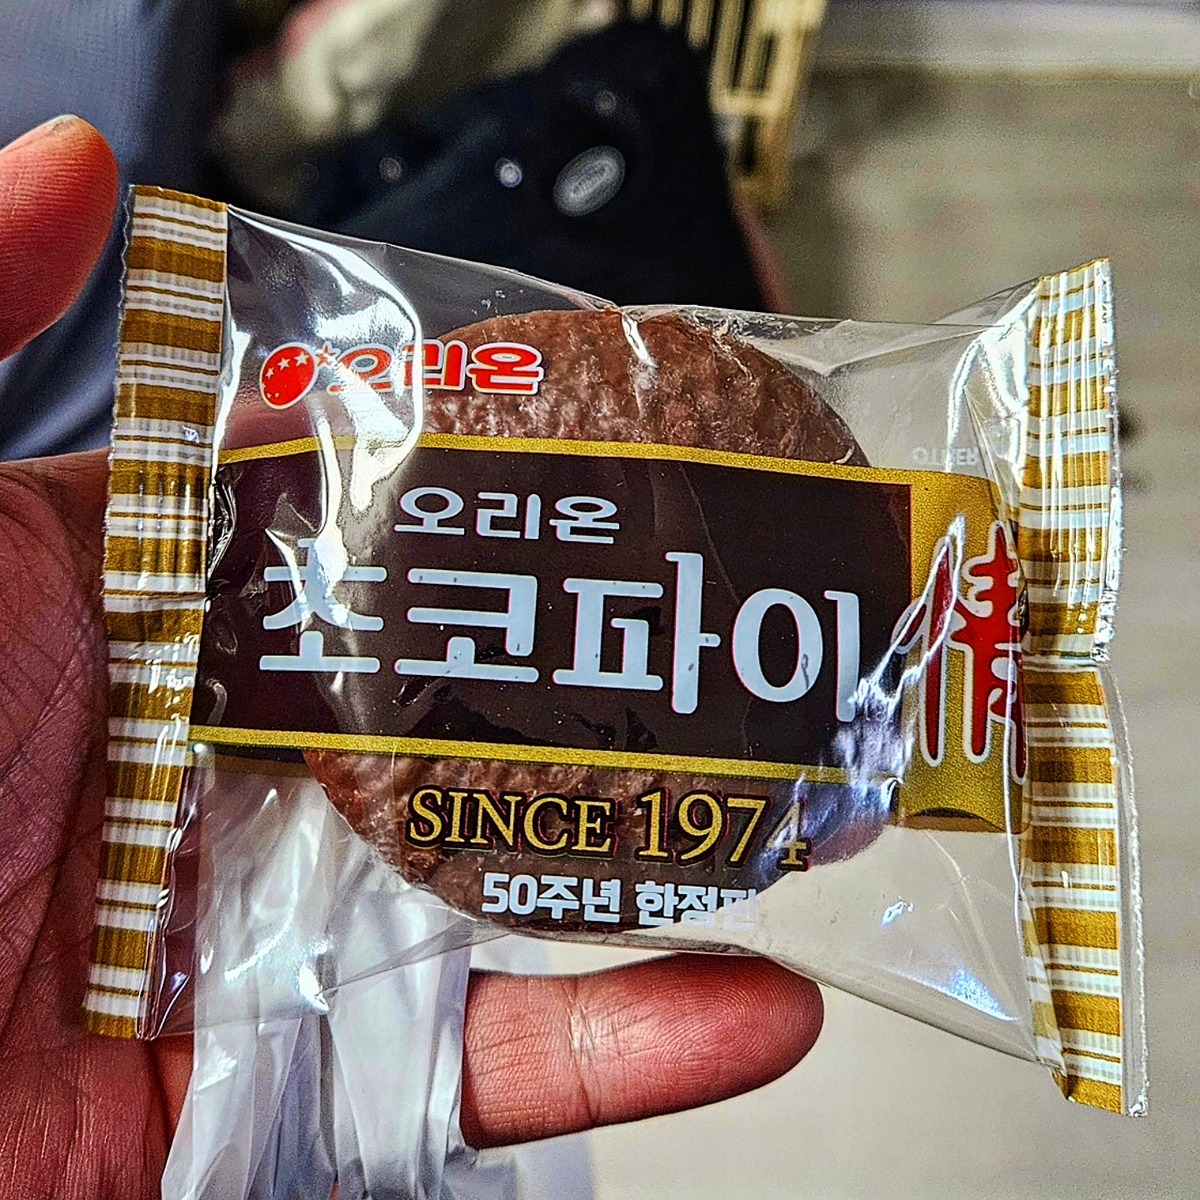 오리온
오리온
초코파이 情
SINCE 1974
50주년 한정판
OTHER